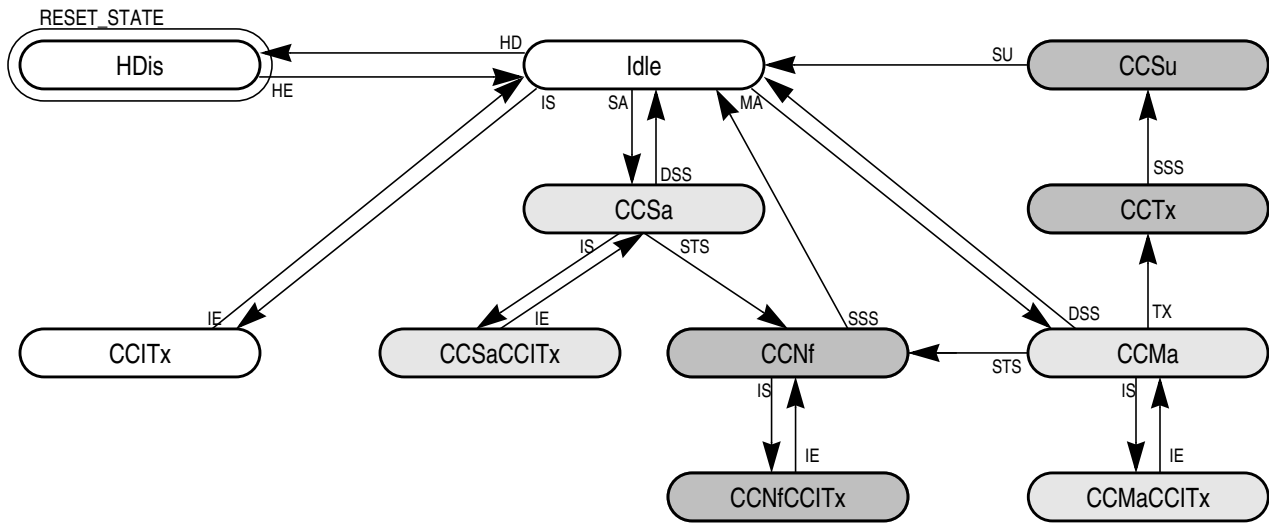 RESET_STATE
HDis
HD
HE
Idle
SU
CCSu
IS
SA
MA
DSS
SSS
CCSa
CCTx
IS
STS
IE
IE
SSS
DSS
TX
CCITx
CCSaCCITx
CCNf
STS
CCMa
IS
IS
IE
IE
CCNfCCITx
CCMaCCITx